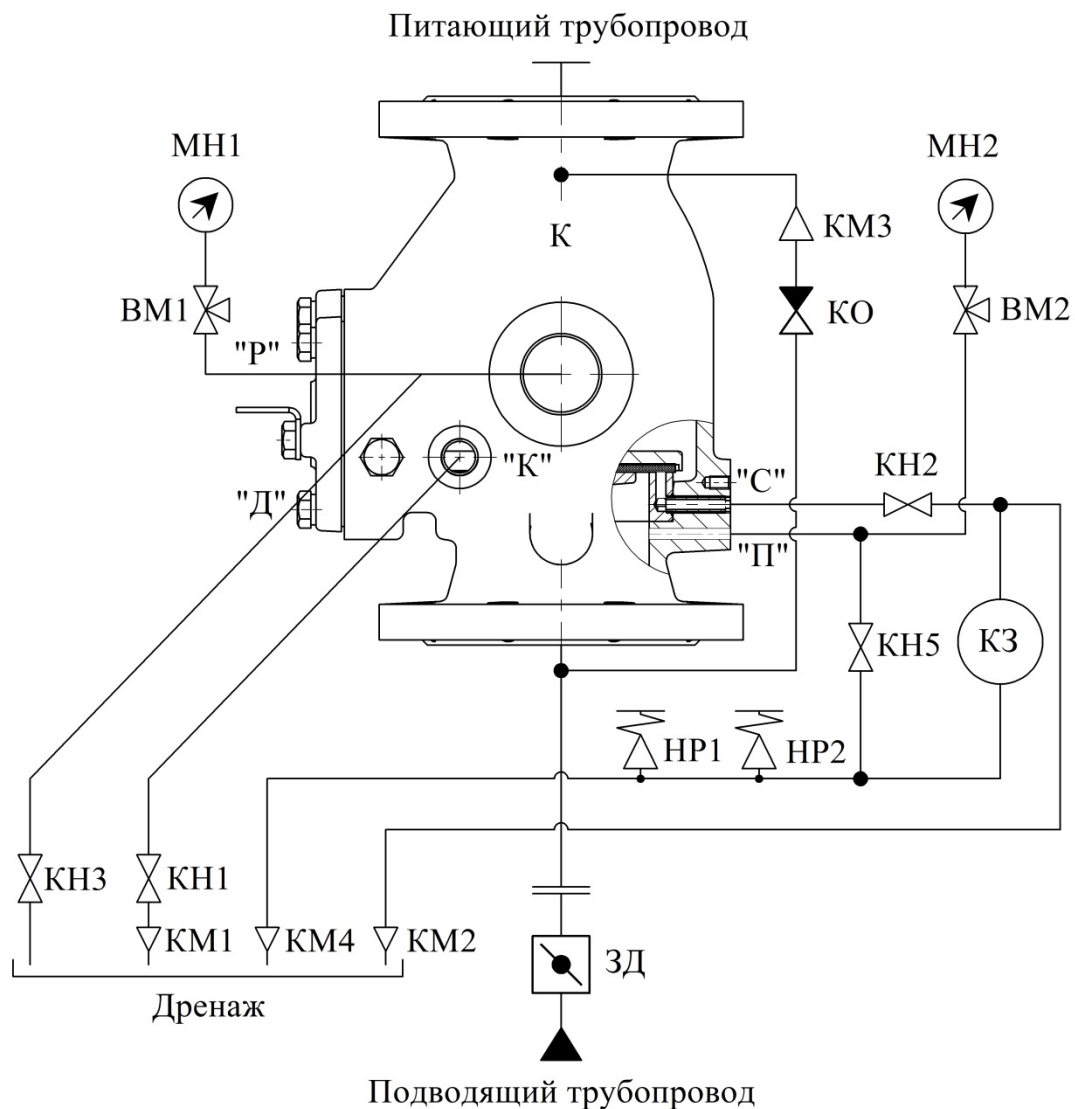 Питающий трубопровод
МН1
МН2
К
КМ3
ВМ1
КО
ВМ2
"Р"
"К"
"С"
КН2
"Д"
"П"
КН5
КЗ
НР1
НР2
КН3
КН1
КМ1
КМ4
КМ2
ЗД
Дренаж
Подводящий трубопровод